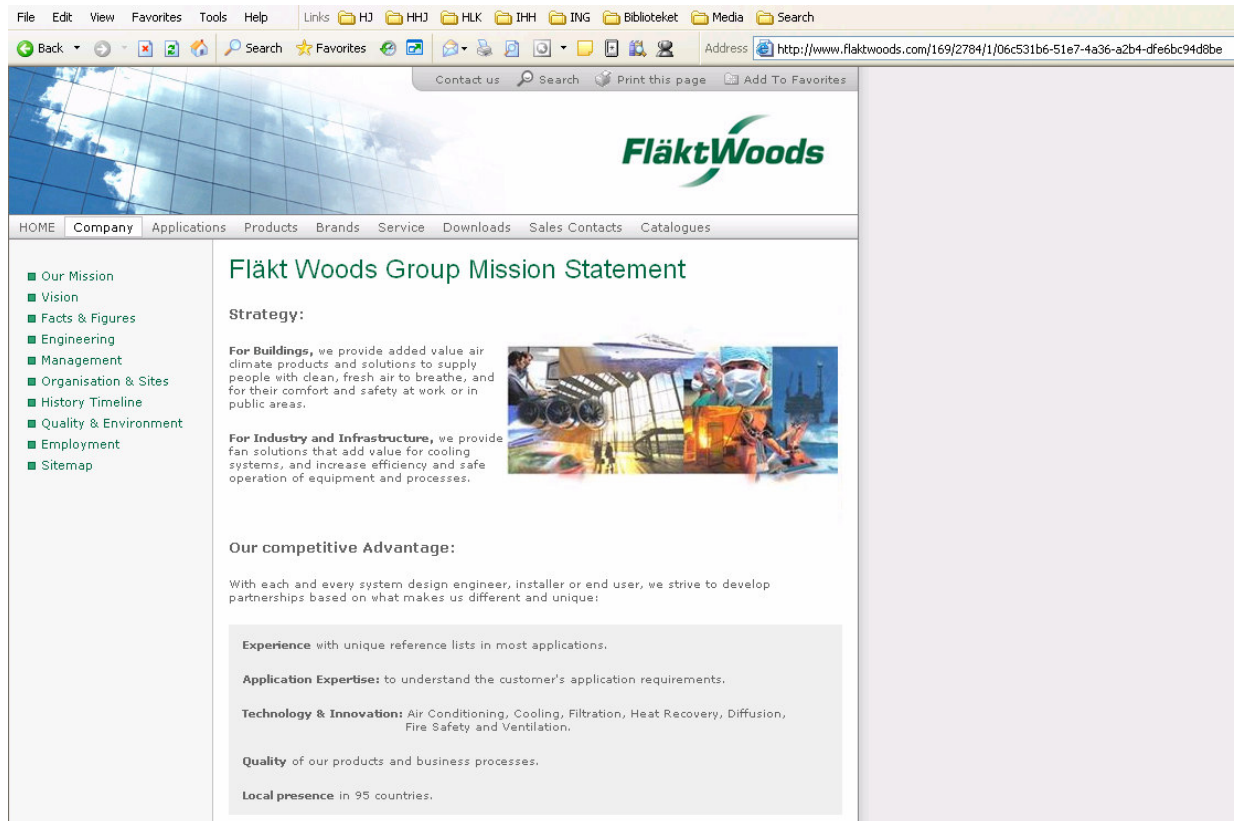 File Edit View Favorites Tools Help Links HJ HHJ HLK IHH ING Biblioteket Media Search
Back Search Favorites Address http://www.flaktwoods.com/169/2784/1/06c531b6-51e7-4a36-a2b4-dfe6bc94d8be
Contact us Search Print this page Add To Favorites
FläktWoods
HOME Company Applications Products Brands Service Downloads Sales Contacts Catalogues
Our Mission
Vision
Facts & Figures
Engineering
Management
Organisation & Sites
History Timeline
Quality & Environment
Employment
Sitemap
Fläkt Woods Group Mission Statement
Strategy:
For Buildings, we provide added value air
climate products and solutions to supply
people with clean, fresh air to breathe, and
for their comfort and safety at work or in
public areas.
For Industry and Infrastructure, we provide
fan solutions that add value for cooling
systems, and increase efficiency and safe
operation of equipment and processes.
Our competitive Advantage:
With each and every system design engineer, installer or end user, we strive to develop
partnerships based on what makes us different and unique:
Experience with unique reference lists in most applications.
Application Expertise: to understand the customer's application requirements.
Technology & Innovation: Air Conditioning, Cooling, Filtration, Heat Recovery, Diffusion,
Fire Safety and Ventilation.
Quality of our products and business processes.
Local presence in 95 countries.